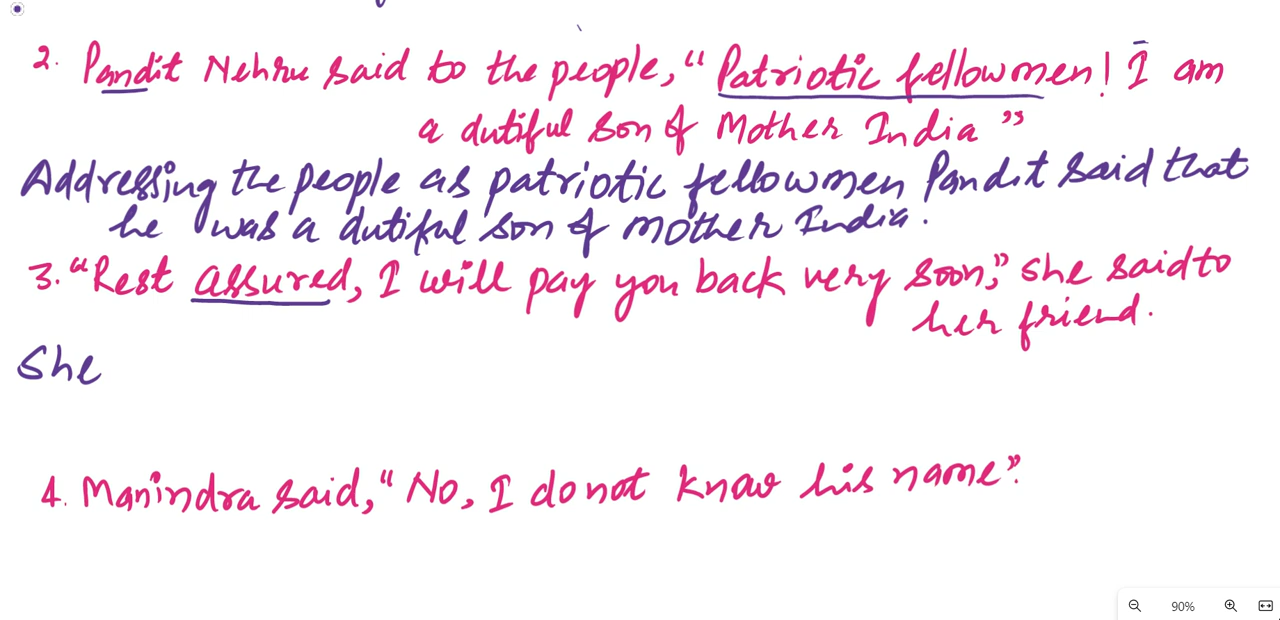 2. Pandit Nehru said to the people, "Patriotic fellowmen! I am
a dutiful son of Mother India"
Addressing the people as patriotic fellowmen Pandit said that
he was a dutiful son of mother India.
3. "Rest assured, I will pay you back very soon," she said to
her friend.
She
4. Manindra said, "No, I do not know his name".
90%